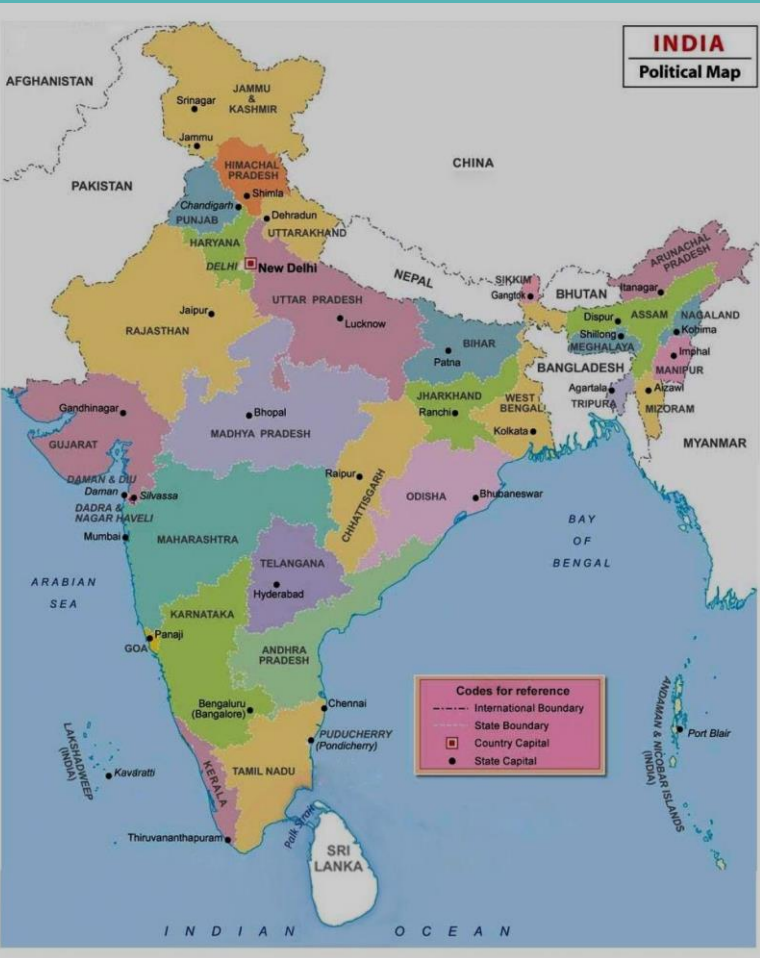 INDIA
Political Map
AFGHANISTAN
JAMMU
&
KASHMIR
Srinagar
Jammu
CHINA
PAKISTAN
HIMACHAL
PRADESH
Shimla
Chandigarh
PUNJAB
Dehradun
UTTARAKHAND
HARYANA
DELHI
New Delhi
NEPAL
SIKKIM
Gangtok
BHUTAN
ARUNACHAL
PRADESH
Itanagar
UTTAR PRADESH
Lucknow
Jaipur
RAJASTHAN
Dispur
ASSAM
NAGALAND
Shillong
Kohima
MEGHALAYA
BIHAR
Patna
Imphal
MANIPUR
BANGLADESH
Agartala
Aizawl
TRIPURA
MIZORAM
JHARKHAND
Ranchi
WEST
BENGAL
Kolkata
MYANMAR
Gandhinagar
GUJARAT
Bhopal
MADHYA PRADESH
DAMAN & DIU
Daman
Silvassa
DADRA &
NAGAR HAVELI
Raipur
CHHATTISGARH
ODISHA
Bhubaneswar
Mumbai
MAHARASHTRA
BAY
OF
BENGAL
TELANGANA
Hyderabad
ARABIAN
SEA
KARNATAKA
Panaji
GOA
ANDHRA
PRADESH
Bengaluru
(Bangalore)
Chennai
PUDUCHERRY
(Pondicherry)
Codes for reference
International Boundary
State Boundary
Country Capital
State Capital
LAKSHADWEEP
(INDIA)
Kavaratti
KERALA
TAMIL NADU
ANDAMAN & NICOBAR ISLANDS
(INDIA)
Port Blair
Thiruvananthapuram
Palk Strait
SRI
LANKA
INDIAN OCEAN